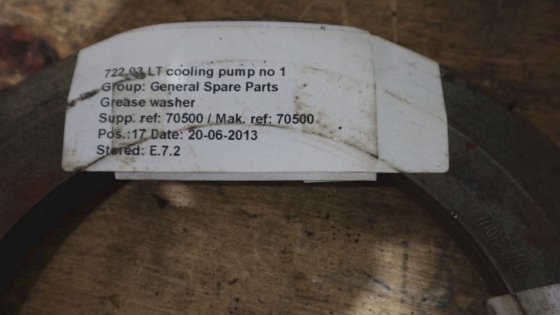 722.93 LT cooling pump no 1
Group: General Spare Parts
Grease washer
Supp. ref: 70500 / Mak. ref: 70500
Pos.:17 Date: 20-06-2013
Stored: E.7.2